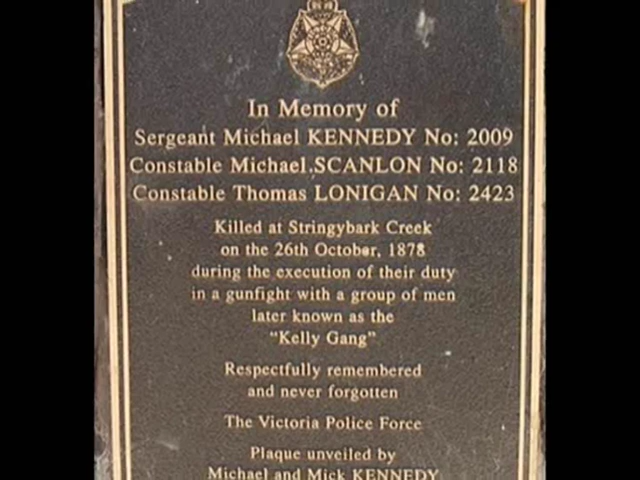 In Memory of
Sergeant Michael KENNEDY No: 2009
Constable Michael SCANLON No: 2118
Constable Thomas LONIGAN No: 2423
Killed at Stringybark Creek
on the 26th October, 1878
during the execution of their duty
in a gunfight with a group of men
later known as the
"Kelly Gang"
Respectfully remembered
and never forgotten
The Victoria Police Force
Plaque unveiled by
Michael and Mick KENNEDY